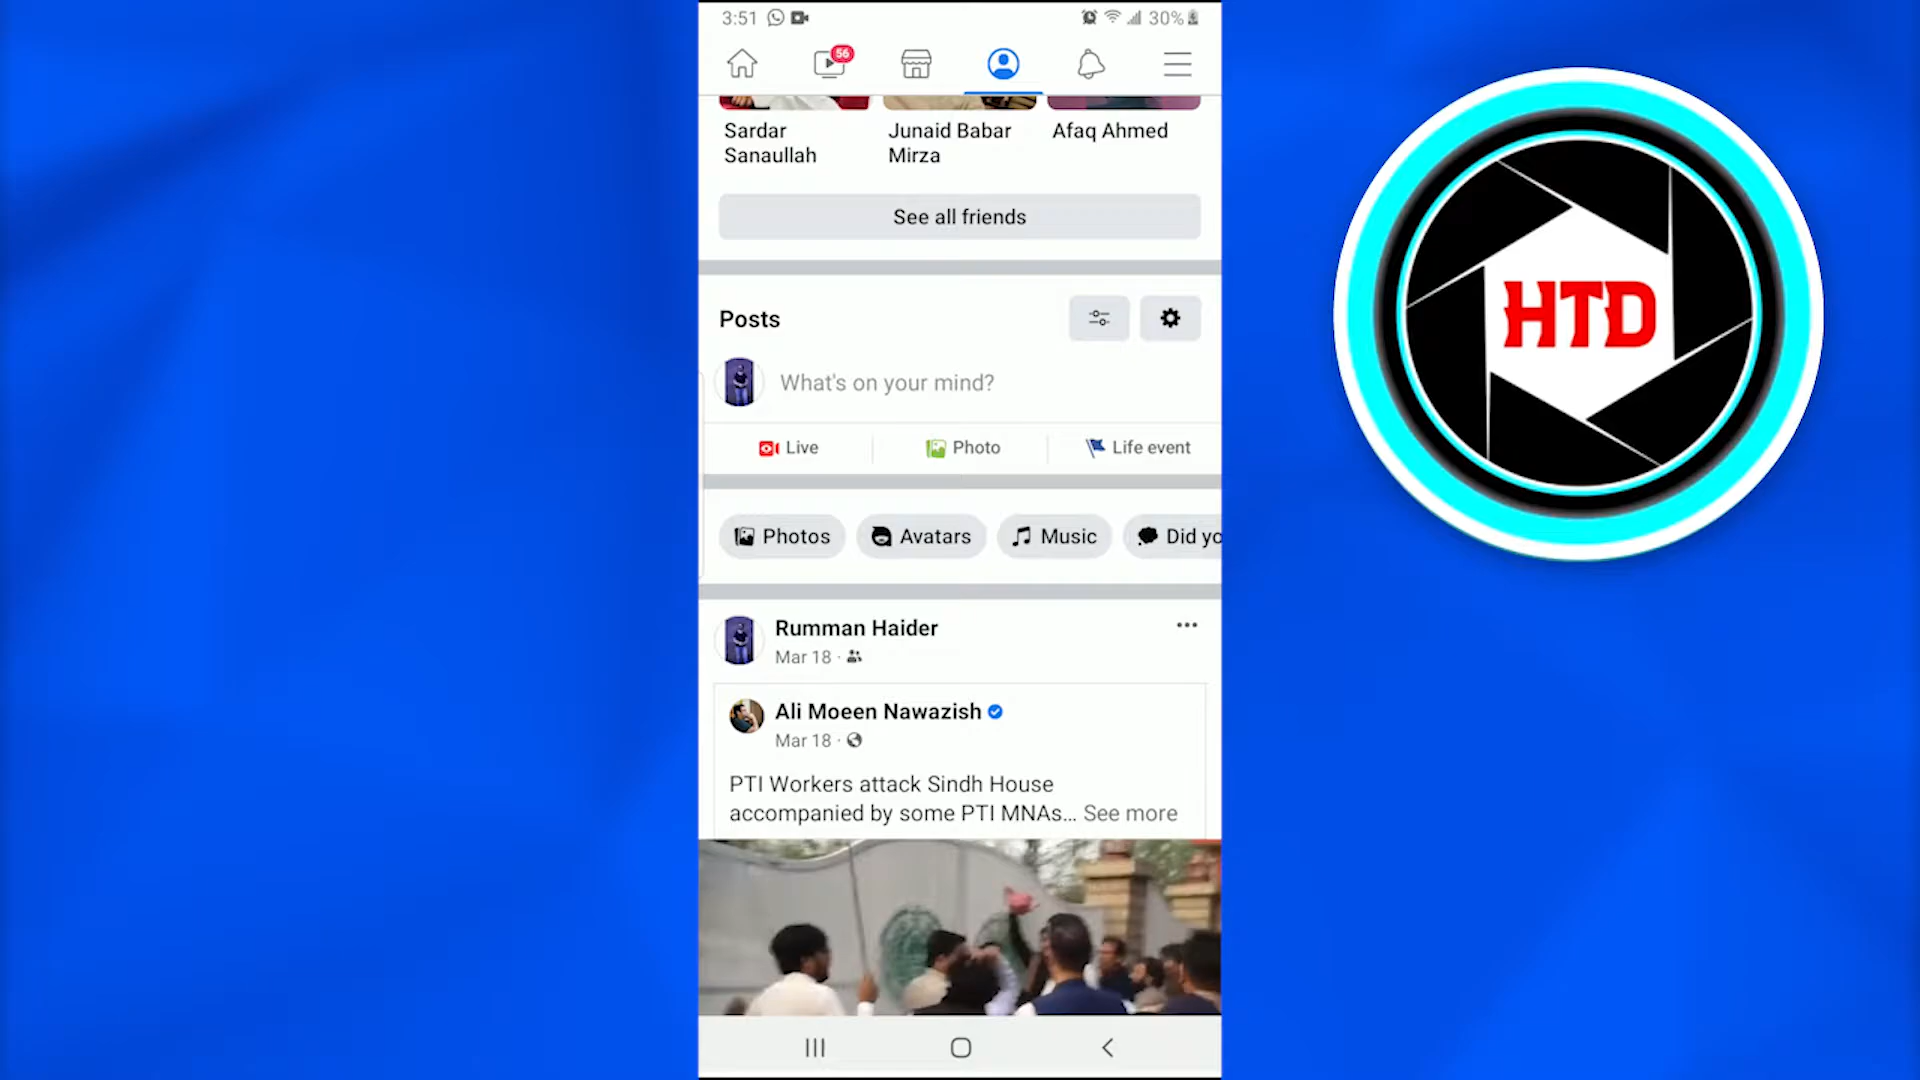 3:51
30%
56
Sardar Sanaullah
Junaid Babar Mirza
Afaq Ahmed
See all friends
Posts
What's on your mind?
Live
Photo
Life event
Photos
Avatars
Music
Did yo
Rumman Haider
Mar 18 ·
Ali Moeen Nawazish
Mar 18 ·
PTI Workers attack Sindh House
accompanied by some PTI MNAs... See more
HTD